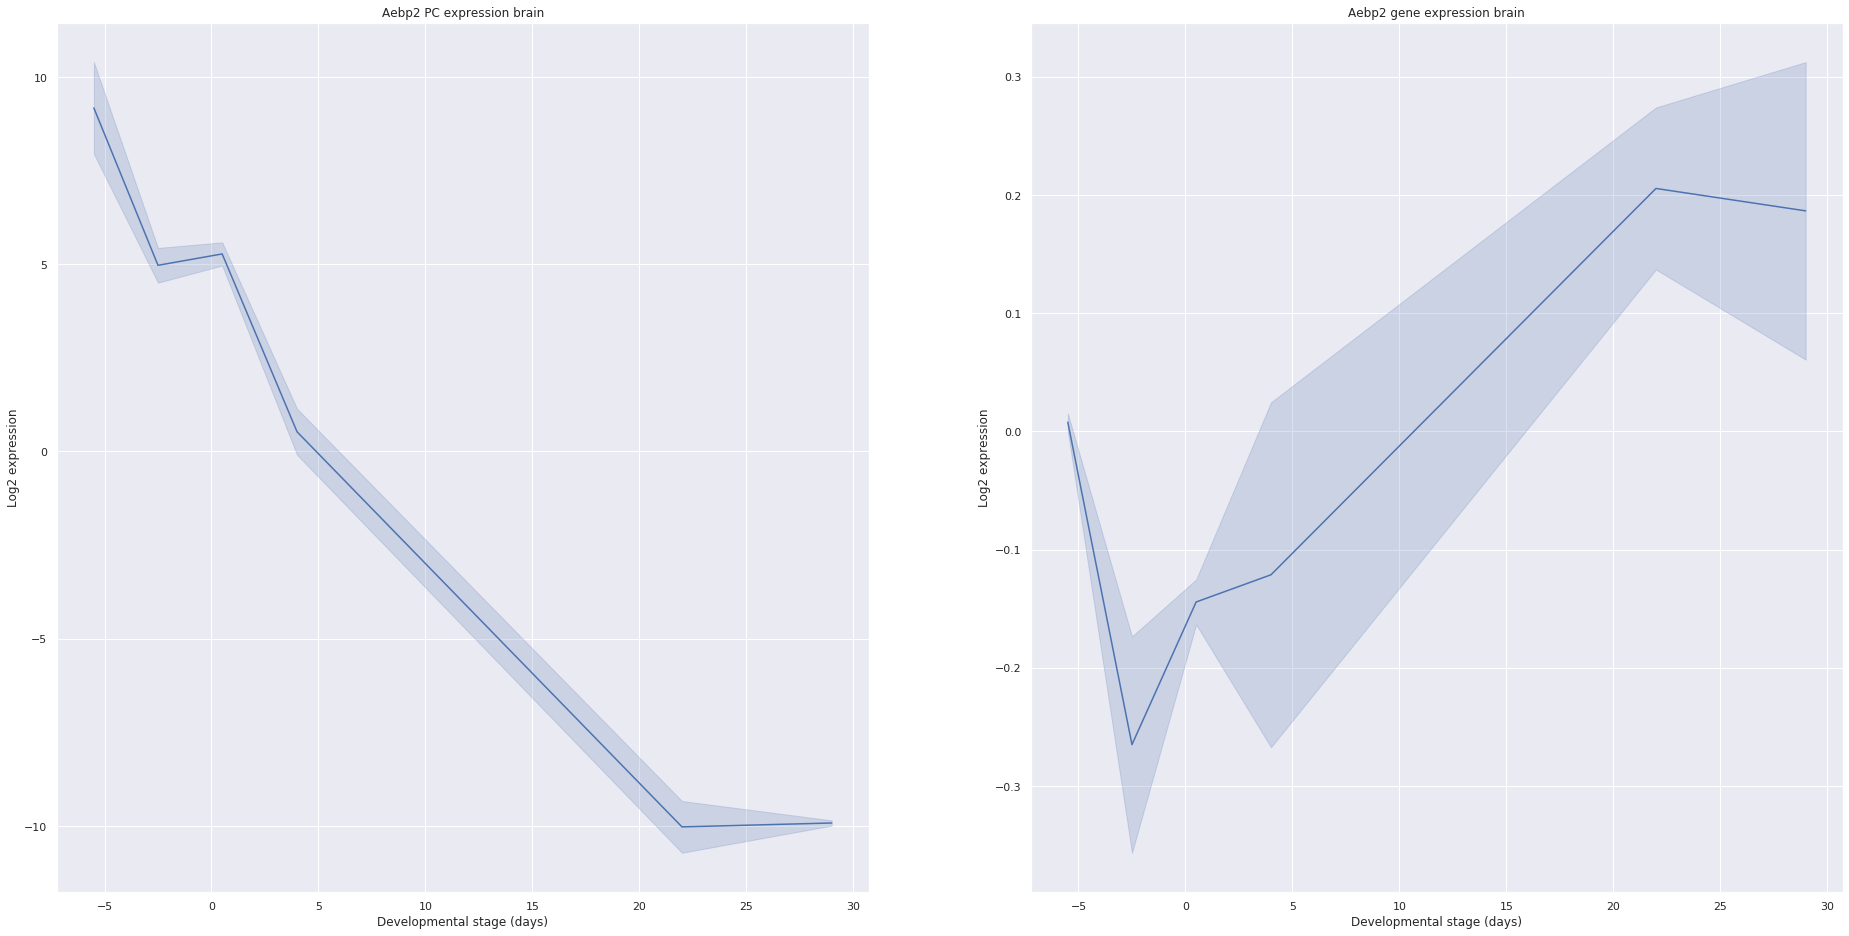 Aebp2 PC expression brain
10
5
0
−5
−10
Log2 expression
−5 0 5 10 15 20 25 30
Developmental stage (days)
Aebp2 gene expression brain
0.3
0.2
0.1
0.0
−0.1
−0.2
−0.3
Log2 expression
−5 0 5 10 15 20 25 30
Developmental stage (days)